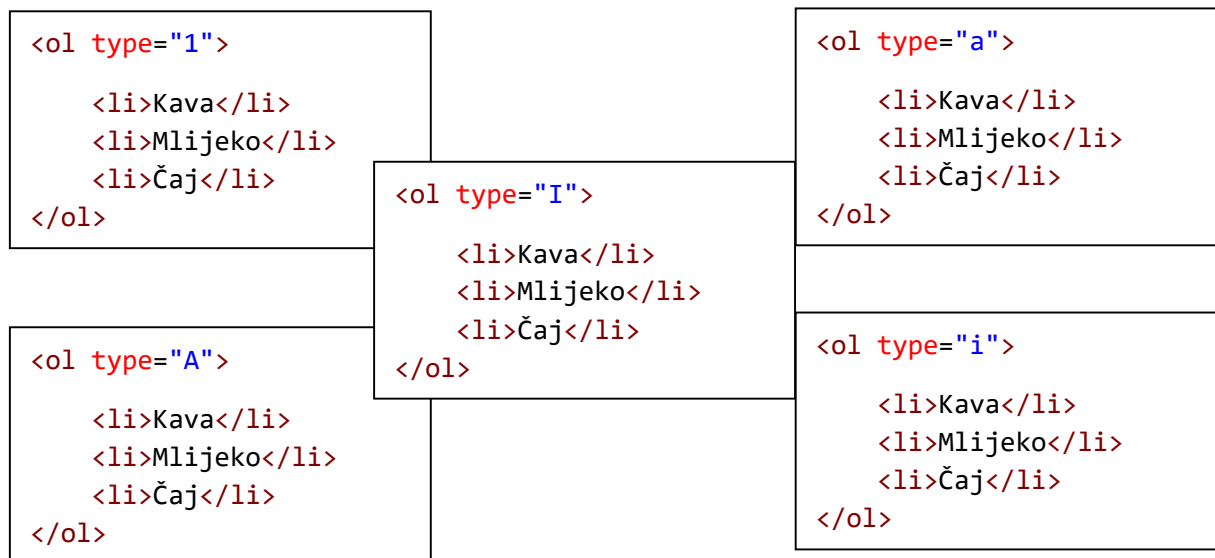 <ol type="1">
<li>Kava</li>
<li>Mlijeko</li>
<li>Čaj</li>
</ol>
<ol type="a">
<li>Kava</li>
<li>Mlijeko</li>
<li>Čaj</li>
</ol>
<ol type="I">
<li>Kava</li>
<li>Mlijeko</li>
<li>Čaj</li>
</ol>
<ol type="A">
<li>Kava</li>
<li>Mlijeko</li>
<li>Čaj</li>
</ol>
<ol type="i">
<li>Kava</li>
<li>Mlijeko</li>
<li>Čaj</li>
</ol>